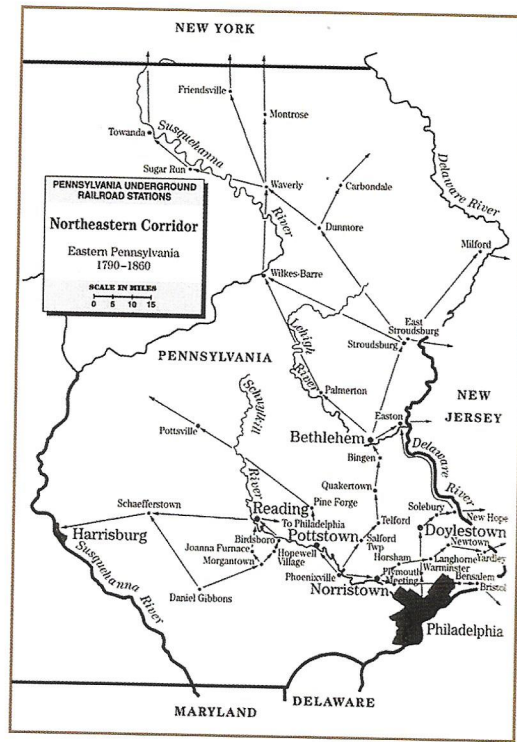 NEW YORK
Friendsville
Montrose
Towanda
Susquehanna
River
Sugar Run
Waverly
Carbondale
Delaware River
PENNSYLVANIA UNDERGROUND
RAILROAD STATIONS
Northeastern Corridor
Eastern Pennsylvania
1790–1860
SCALE IN MILES
0 5 10 15
Dunmore
Milford
Wilkes-Barre
East
Stroudsburg
Stroudsburg
Lehigh
River
PENNSYLVANIA
Schuylkill
River
Palmerton
NEW
JERSEY
Easton
Delaware
River
Pottsville
Bethlehem
Bingen
Quakertown
Schaefferstown
Reading
Pine Forge
To Philadelphia
Telford
Solebury
New Hope
Harrisburg
Pottstown
Doylestown
Birdsboro
Salford
Twp
Newtown
Joanna Furnace
Hopewell
Village
Horsham
Langhorne
Yardley
Morgantown
Phoenixville
Plymouth
Meeting
Warminster
Bensalem
Bristol
Norristown
Susquehanna River
Daniel Gibbons
Philadelphia
DELAWARE
MARYLAND